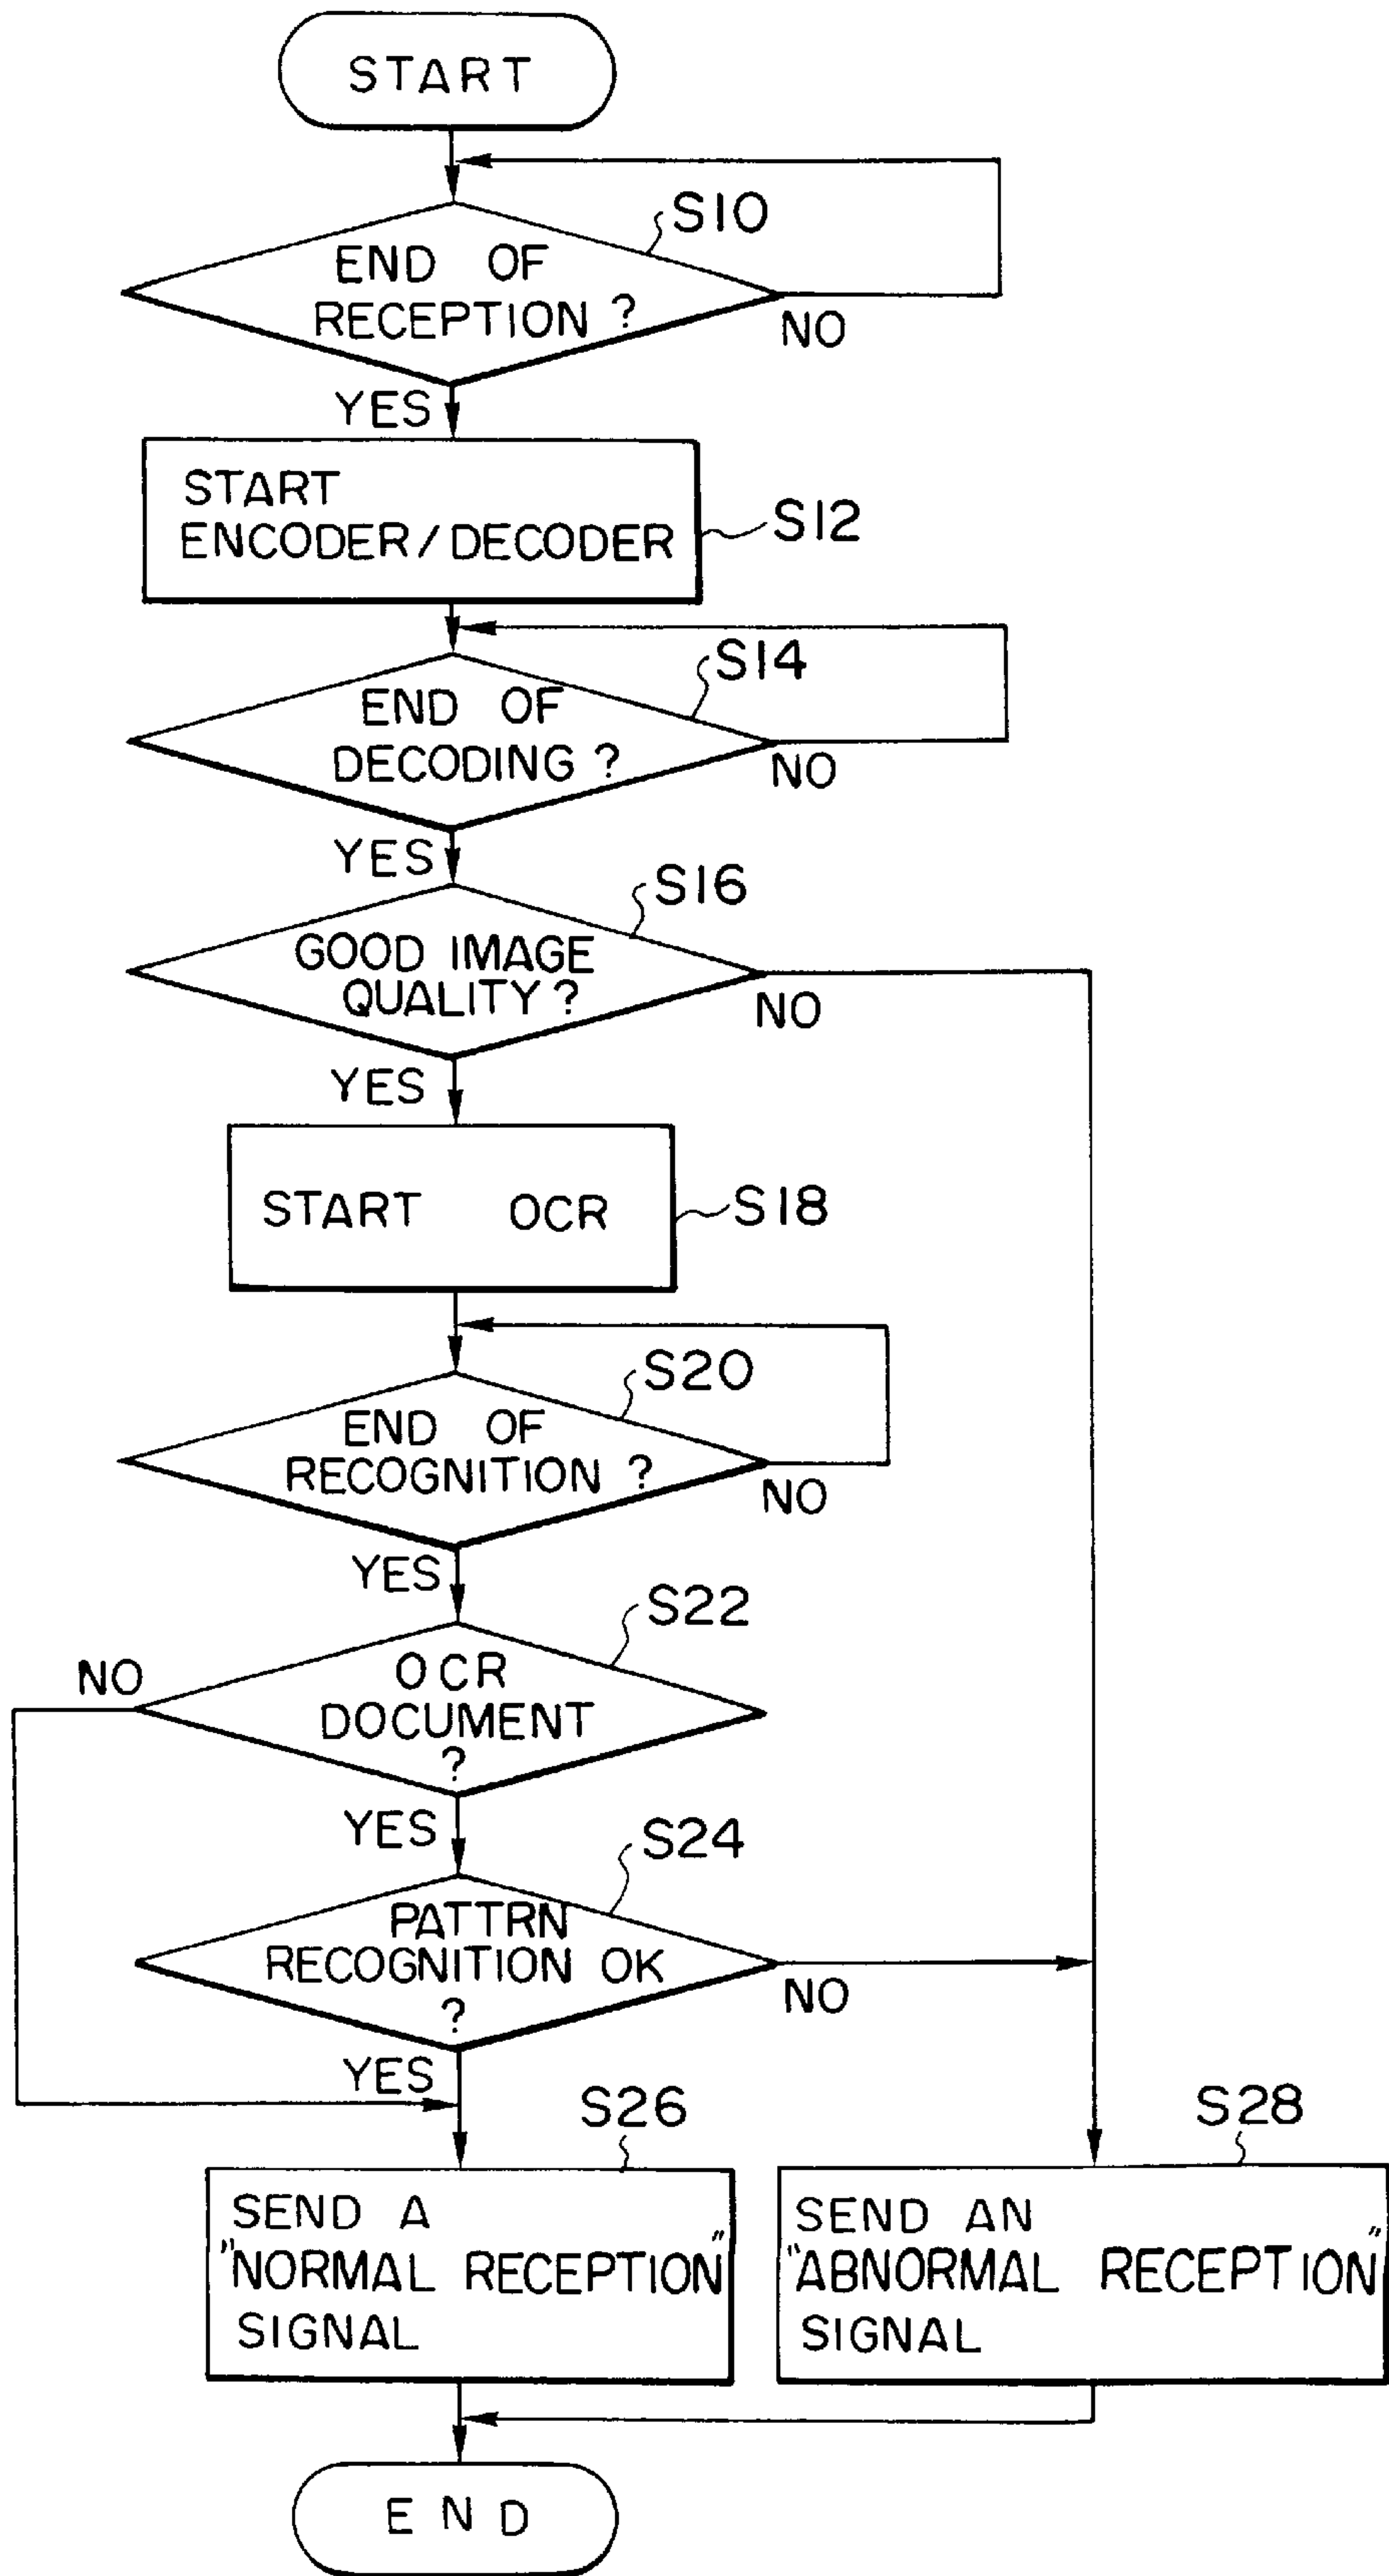 START
S10
END OF
RECEPTION ?
NO
YES
START
ENCODER/DECODER
S12
S14
END OF
DECODING ?
NO
YES
S16
GOOD IMAGE
QUALITY ?
NO
YES
START OCR
S18
S20
END OF
RECOGNITION ?
NO
YES
S22
NO
OCR
DOCUMENT
?
YES
S24
PATTRN
RECOGNITION OK
?
NO
YES
S26
S28
SEND A
"NORMAL RECEPTION"
SIGNAL
SEND AN
"ABNORMAL RECEPTION"
SIGNAL
END